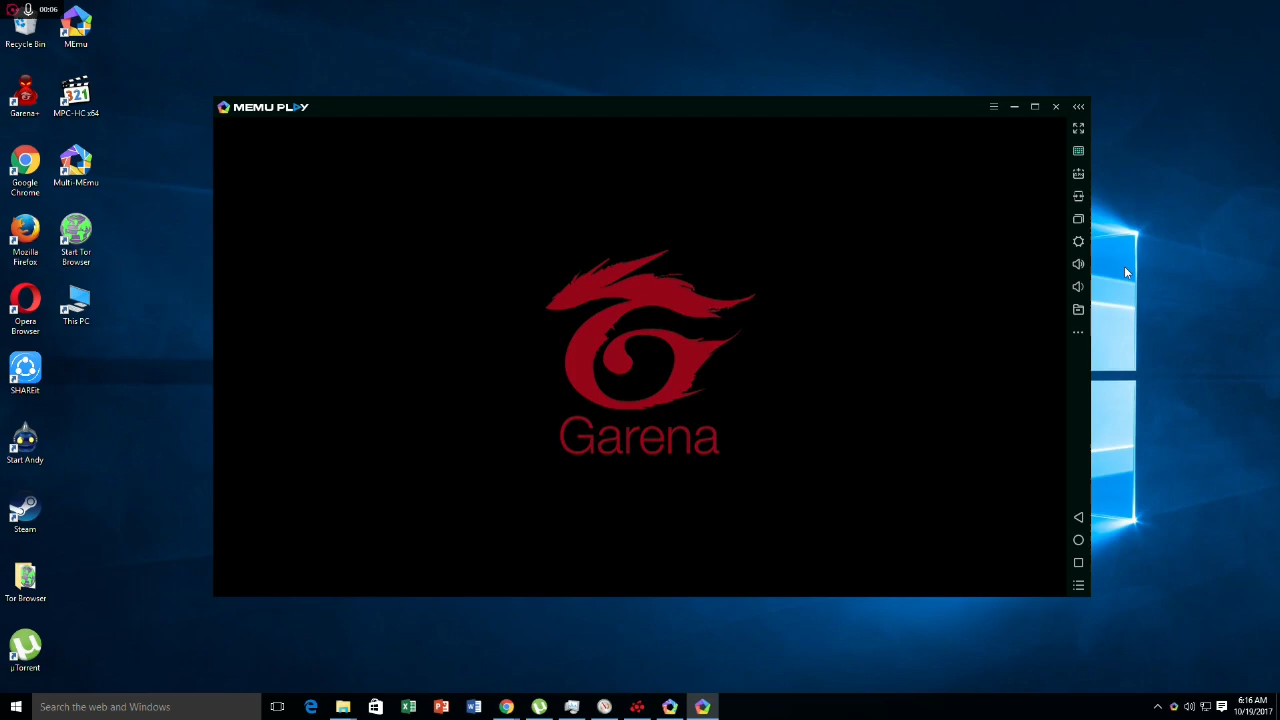 00:06
Recycle Bin
MEmu
MEMU PLAY
Garena+
MPC-HC x64
321
Google
Chrome
Multi-MEmu
Mozilla
Firefox
Start Tor
Browser
Opera
Browser
This PC
SHAREit
Garena
Start Andy
Steam
Tor Browser
µTorrent
Search the web and Windows
6:16 AM
10/19/2017